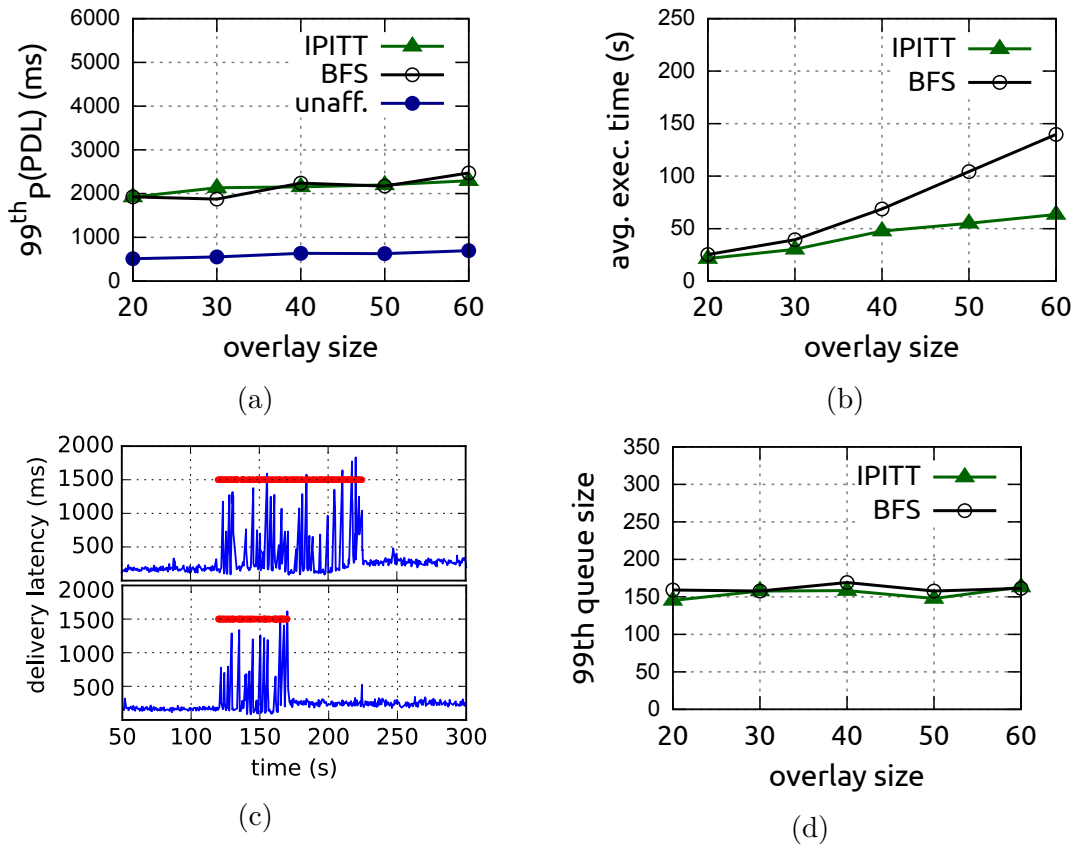 99th P(PDL) (ms)
6000
5000
4000
3000
2000
1000
0
IPITT
BFS
unaff.
20 30 40 50 60
overlay size
(a)
avg. exec. time (s)
250
200
150
100
50
0
IPITT
BFS
20 30 40 50 60
overlay size
(b)
delivery latency (ms)
2000
1500
1000
500
2000
1500
1000
500
50 100 150 200 250 300
time (s)
(c)
99th queue size
350
300
250
200
150
100
50
0
IPITT
BFS
20 30 40 50 60
overlay size
(d)